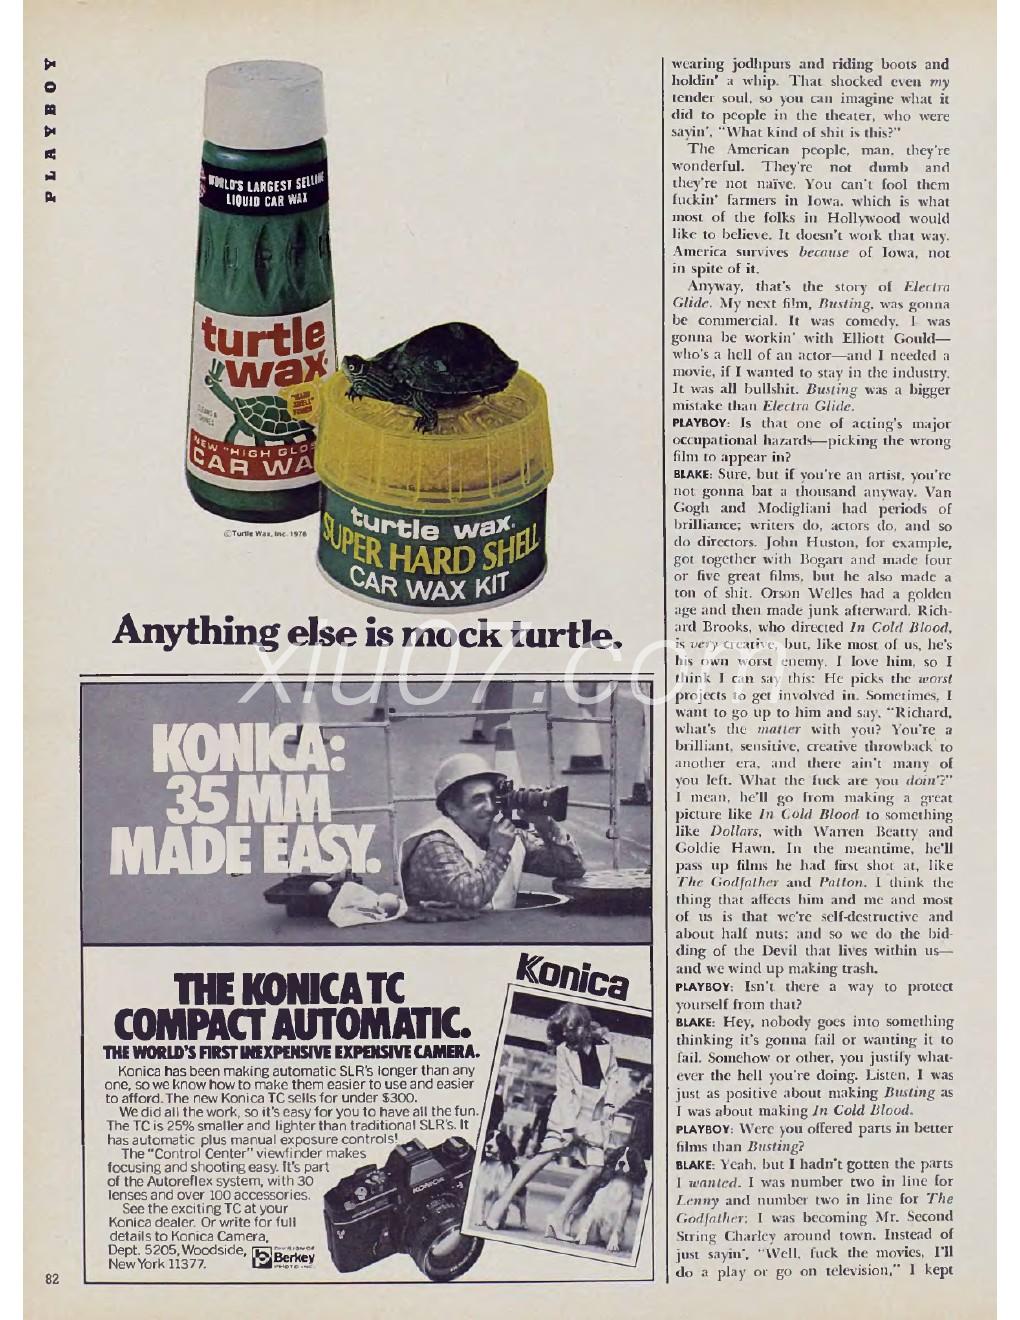 PLAYBOY
WORLD'S LARGEST SELLING
LIQUID CAR WAX
turtle
wax
"HARD
SHELL"
NEW "HIGH GLOSS
CAR WA
©Turtle Wax, Inc. 1976
turtle wax.
SUPER HARD SHELL
CAR WAX KIT
Anything else is mock turtle.
KONICA:
35 MM
MADE EASY.
THE KONICA TC
COMPACT AUTOMATIC.
THE WORLD'S FIRST INEXPENSIVE EXPENSIVE CAMERA.
Konica has been making automatic SLR's longer than any
one, so we know how to make them easier to use and easier
to afford. The new Konica TC sells for under $300.
We did all the work, so it's easy for you to have all the fun.
The TC is 25% smaller and lighter than traditional SLR's. It
has automatic plus manual exposure controls!
The "Control Center" viewfinder makes
focusing and shooting easy. It's part
of the Autoreflex system, with 30
lenses and over 100 accessories.
See the exciting TC at your
Konica dealer. Or write for full
details to Konica Camera,
Dept. 5205, Woodside,
New York 11377.
Berkey
Konica
KONICA
82
wearing jodhpurs and riding boots and
holdin' a whip. That shocked even my
tender soul, so you can imagine what it
did to people in the theater, who were
sayin', "What kind of shit is this?"
The American people, man, they're
wonderful. They're not dumb and
they're not naïve. You can't fool them
fuckin' farmers in Iowa, which is what
most of the folks in Hollywood would
like to believe. It doesn't work that way.
America survives because of Iowa, not
in spite of it.
Anyway, that's the story of Electra
Glide. My next film, Busting, was gonna
be commercial. It was comedy, I was
gonna be workin' with Elliott Gould—
who's a hell of an actor—and I needed a
movie, if I wanted to stay in the industry.
It was all bullshit. Busting was a bigger
mistake than Electra Glide.
PLAYBOY: Is that one of acting's major
occupational hazards—picking the wrong
film to appear in?
BLAKE: Sure, but if you're an artist, you're
not gonna bat a thousand anyway. Van
Gogh and Modigliani had periods of
brilliance; writers do, actors do, and so
do directors. John Huston, for example,
got together with Bogart and made four
or five great films, but he also made a
ton of shit. Orson Welles had a golden
age and then made junk afterward. Rich-
ard Brooks, who directed In Cold Blood,
is very creative, but, like most of us, he's
his own worst enemy. I love him, so I
think I can say this: He picks the worst
projects to get involved in. Sometimes, I
want to go up to him and say, "Richard,
what's the matter with you? You're a
brilliant, sensitive, creative throwback to
another era, and there ain't many of
you left. What the fuck are you doin'?"
I mean, he'll go from making a great
picture like In Cold Blood to something
like Dollars, with Warren Beatty and
Goldie Hawn. In the meantime, he'll
pass up films he had first shot at, like
The Godfather and Patton. I think the
thing that affects him and me and most
of us is that we're self-destructive and
about half nuts; and so we do the bid-
ding of the Devil that lives within us—
and we wind up making trash.
PLAYBOY: Isn't there a way to protect
yourself from that?
BLAKE: Hey, nobody goes into something
thinking it's gonna fail or wanting it to
fail. Somehow or other, you justify what-
ever the hell you're doing. Listen, I was
just as positive about making Busting as
I was about making In Cold Blood.
PLAYBOY: Were you offered parts in better
films than Busting?
BLAKE: Yeah, but I hadn't gotten the parts
I wanted. I was number two in line for
Lenny and number two in line for The
Godfather; I was becoming Mr. Second
String Charley around town. Instead of
just sayin', "Well, fuck the movies, I'll
do a play or go on television," I kept
xiu07.com